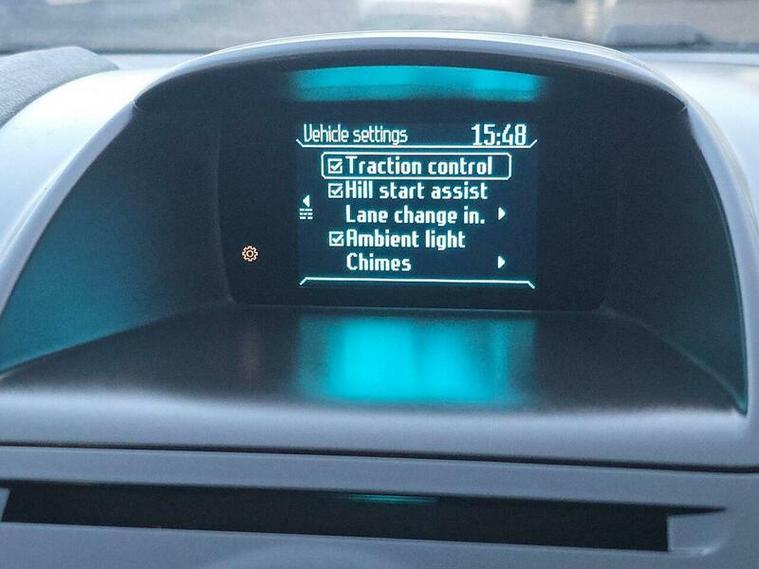 Vehicle settings 15:48
Traction control
Hill start assist
Lane change in.
Ambient light
Chimes